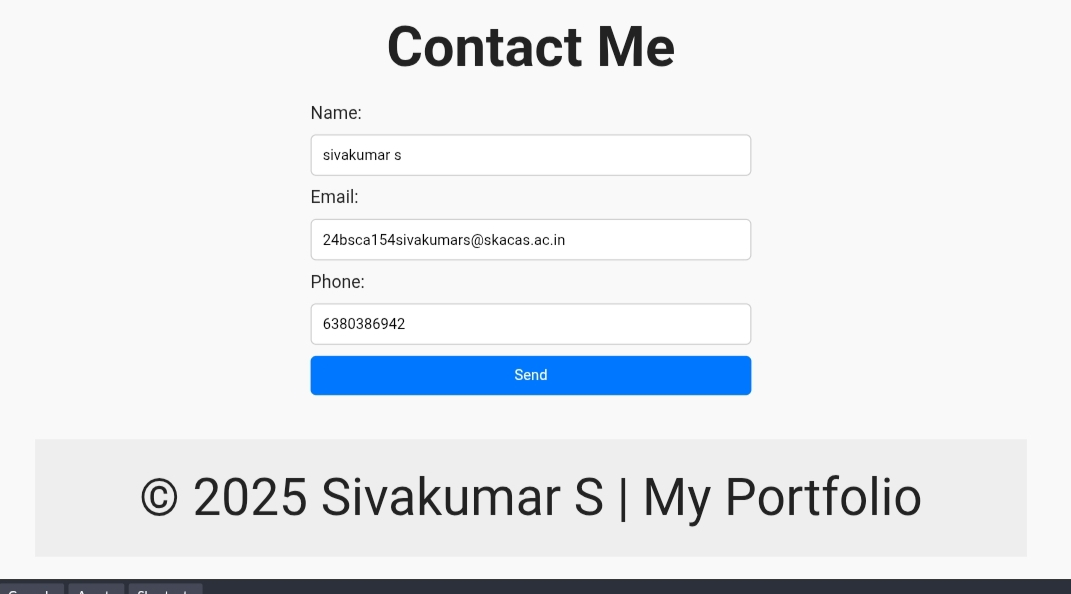 Contact Me
Name:
sivakumar s
Email:
24bsca154sivakumars@skacas.ac.in
Phone:
6380386942
Send
© 2025 Sivakumar S | My Portfolio